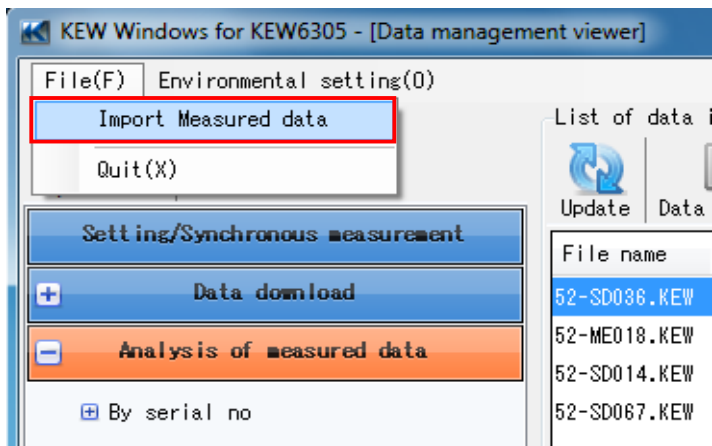 KEW Windows for KEW6305 - [Data management viewer]
File(F) Environmental setting(O)
Import Measured data
Quit(X)
List of data
Update Data
Setting/Synchronous measurement
Data download
Analysis of measured data
By serial no
File name
52-SD036.KEW
52-ME018.KEW
52-SD014.KEW
52-SD067.KEW